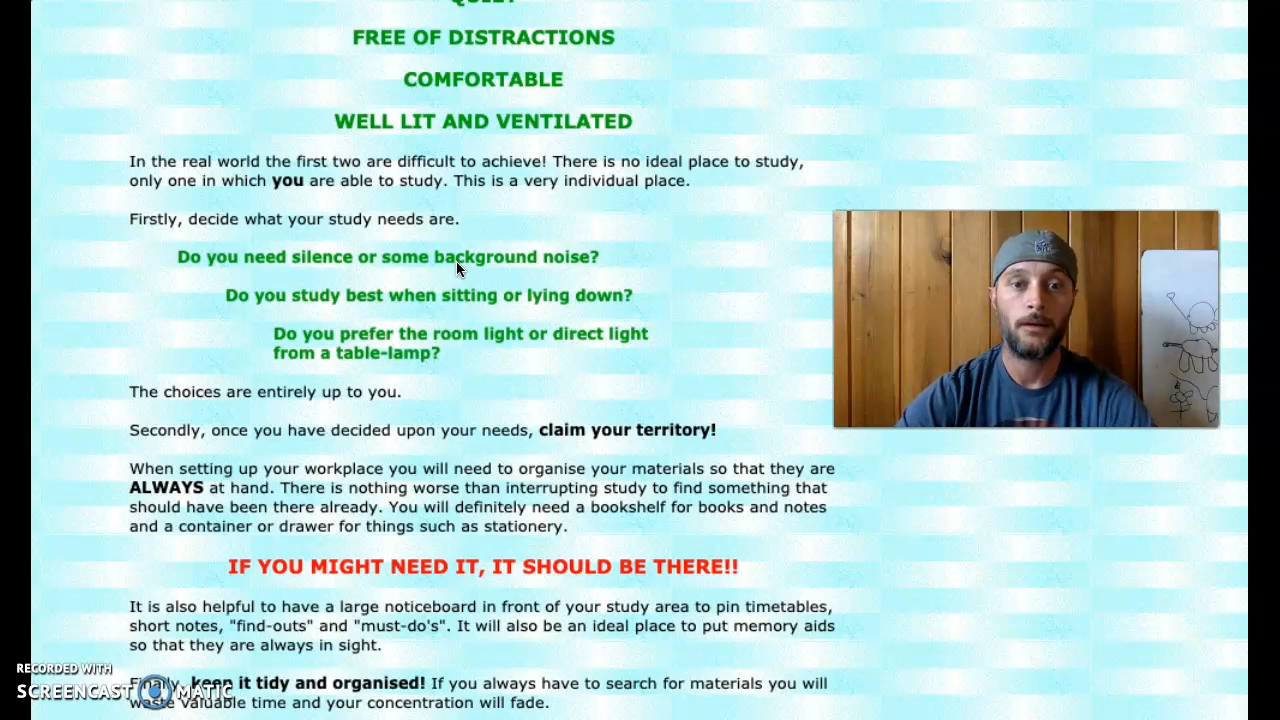 QUIET
FREE OF DISTRACTIONS
COMFORTABLE
WELL LIT AND VENTILATED
In the real world the first two are difficult to achieve! There is no ideal place to study,
only one in which you are able to study. This is a very individual place.
Firstly, decide what your study needs are.
Do you need silence or some background noise?
Do you study best when sitting or lying down?
Do you prefer the room light or direct light
from a table-lamp?
The choices are entirely up to you.
Secondly, once you have decided upon your needs, claim your territory!
When setting up your workplace you will need to organise your materials so that they are
ALWAYS at hand. There is nothing worse than interrupting study to find something that
should have been there already. You will definitely need a bookshelf for books and notes
and a container or drawer for things such as stationery.
IF YOU MIGHT NEED IT, IT SHOULD BE THERE!!
It is also helpful to have a large noticeboard in front of your study area to pin timetables,
short notes, "find-outs" and "must-do's". It will also be an ideal place to put memory aids
so that they are always in sight.
Finally, keep it tidy and organised! If you always have to search for materials you will
waste valuable time and your concentration will fade.
RECORDED WITH
SCREENCAST MATIC